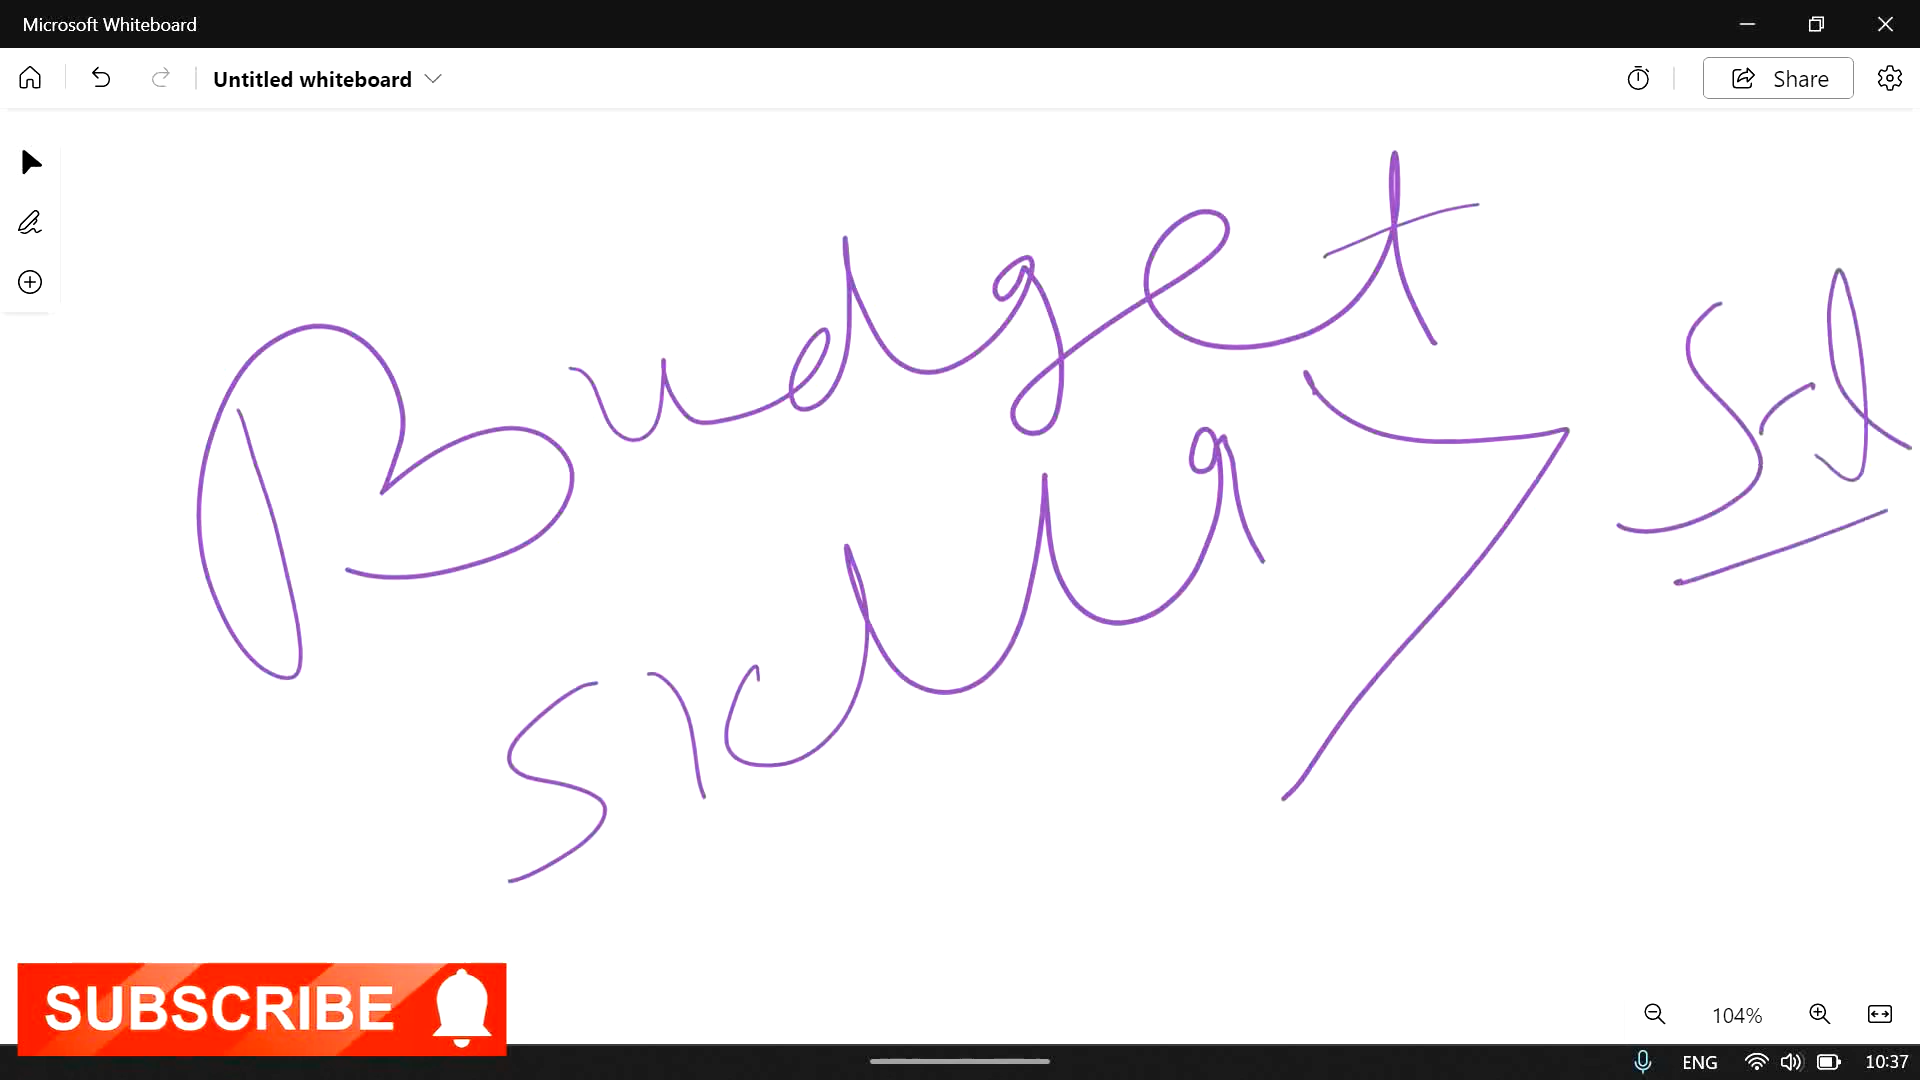 Microsoft Whiteboard
Untitled whiteboard
Share
Budget
SUBSCRIBE
104%
ENG
10:37